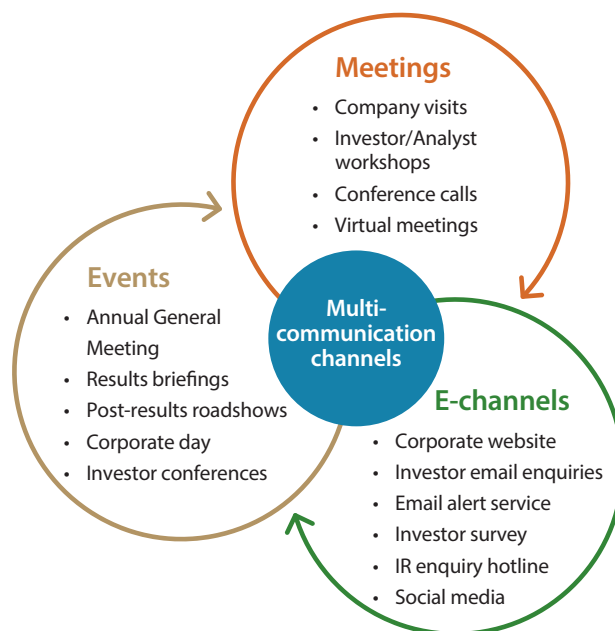 Meetings
• Company visits
• Investor/Analyst
workshops
• Conference calls
• Virtual meetings
Events
• Annual General
Meeting
• Results briefings
• Post-results roadshows
• Corporate day
• Investor conferences
Multi-
communication
channels
E-channels
• Corporate website
• Investor email enquiries
• Email alert service
• Investor survey
• IR enquiry hotline
• Social media